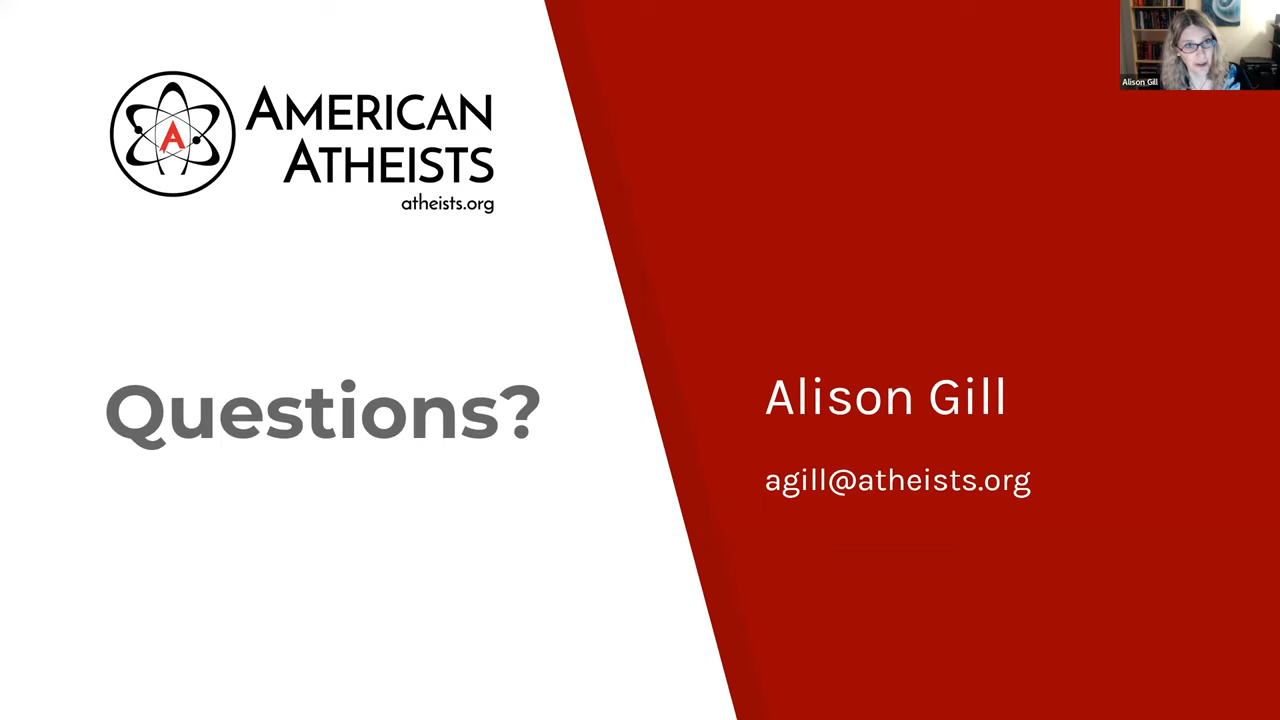 A
AMERICAN
ATHEISTS
atheists.org
Questions?
Alison Gill
agill@atheists.org
Alison Gill